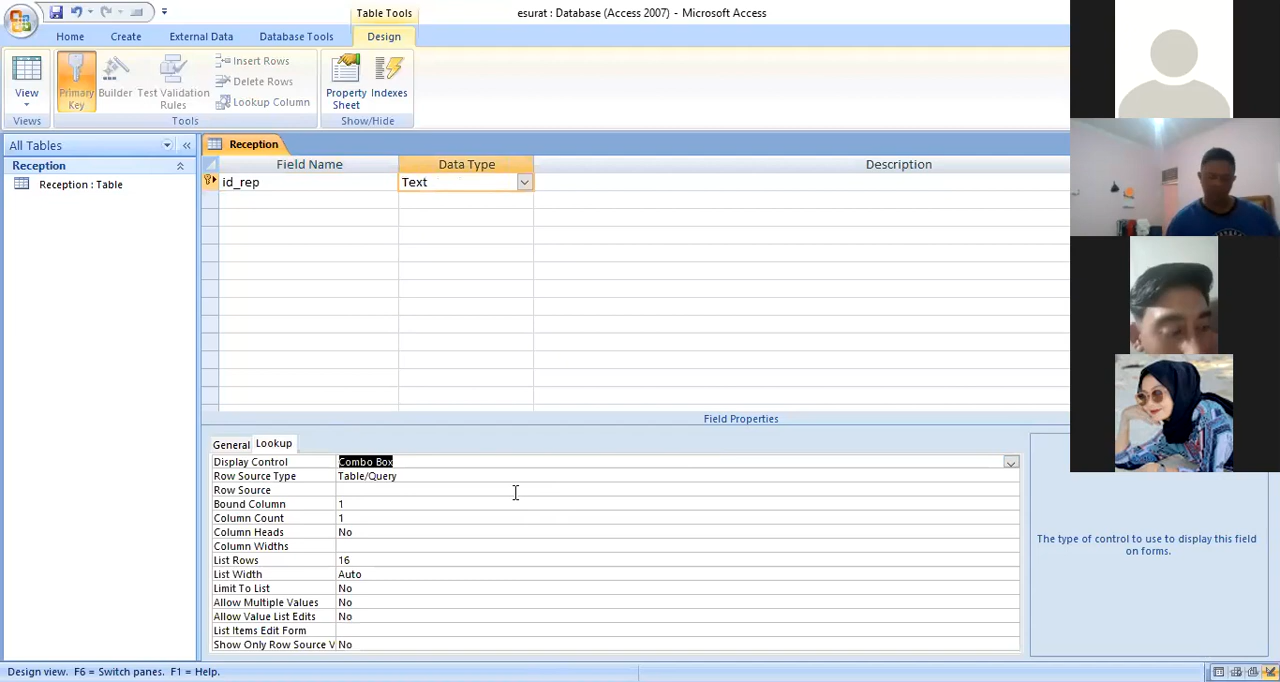 Table Tools
esurat : Database (Access 2007) - Microsoft Access
Home Create External Data Database Tools Design
View
Primary Key
Builder
Test Validation Rules
Insert Rows
Delete Rows
Lookup Column
Property Sheet
Indexes
Views Tools Show/Hide
All Tables
Reception
Reception : Table
Reception
Field Name Data Type Description
id_rep Text
Field Properties
General Lookup
Display Control Combo Box
Row Source Type Table/Query
Row Source
Bound Column 1
Column Count 1
Column Heads No
Column Widths
List Rows 16
List Width Auto
Limit To List No
Allow Multiple Values No
Allow Value List Edits No
List Items Edit Form
Show Only Row Source V No
The type of control to use to display this field
on forms.
Design view. F6 = Switch panes. F1 = Help.